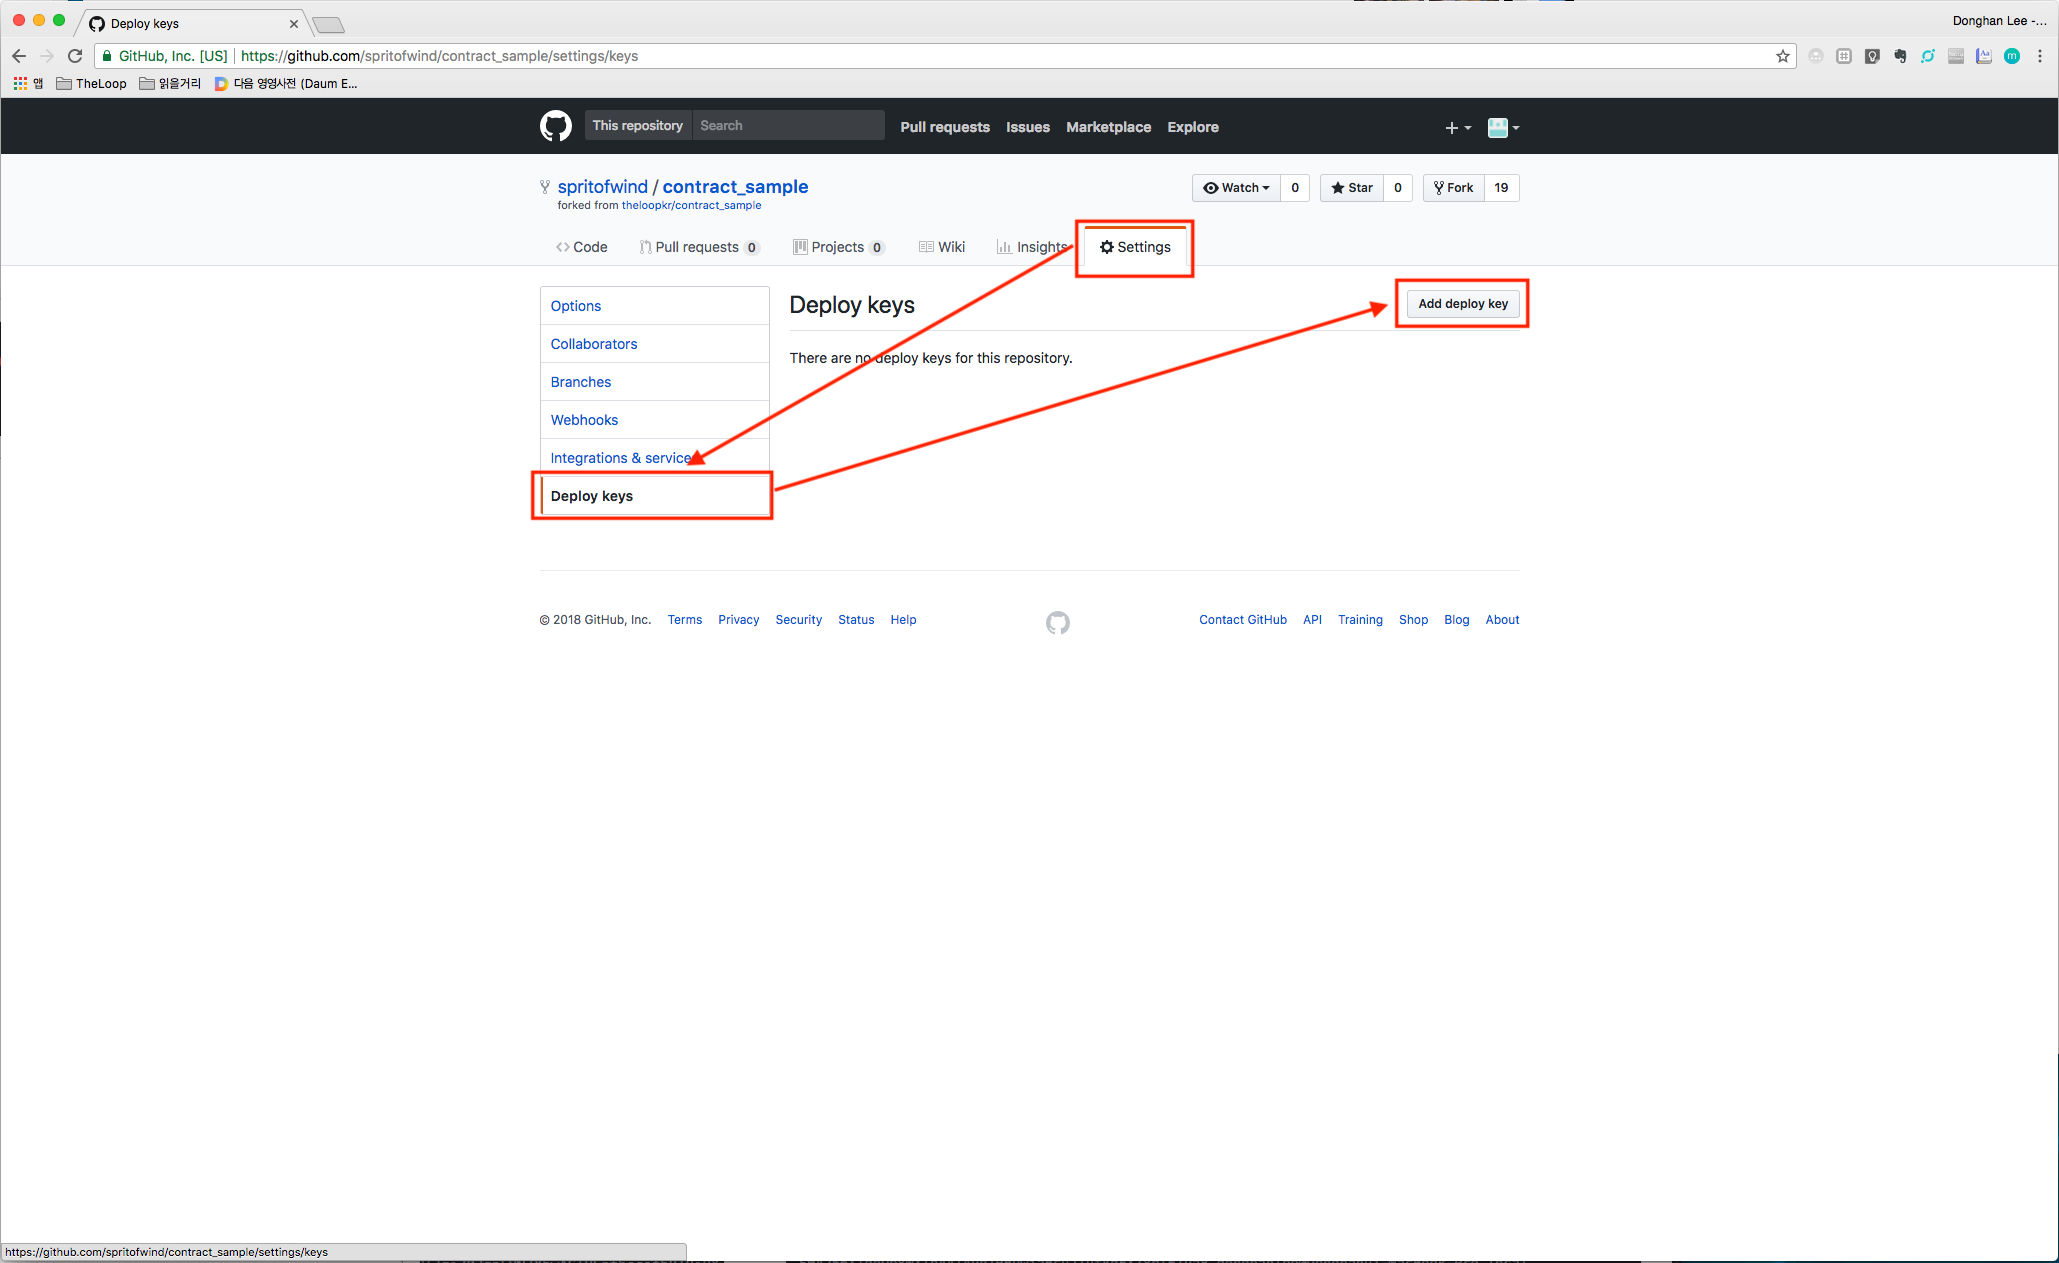 Deploy keys
Donghan Lee -...
GitHub, Inc. [US] | https://github.com/spritofwind/contract_sample/settings/keys
앱 TheLoop 읽을거리 다음 영영사전 (Daum E...
This repository Search Pull requests Issues Marketplace Explore
spritofwind / contract_sample
Watch 0 Star 0 Fork 19
forked from theloopkr/contract_sample
Code Pull requests 0 Projects 0 Wiki Insights Settings
Options
Collaborators
Branches
Webhooks
Integrations & service
Deploy keys
Deploy keys
Add deploy key
There are no deploy keys for this repository.
© 2018 GitHub, Inc. Terms Privacy Security Status Help
Contact GitHub API Training Shop Blog About
https://github.com/spritofwind/contract_sample/settings/keys